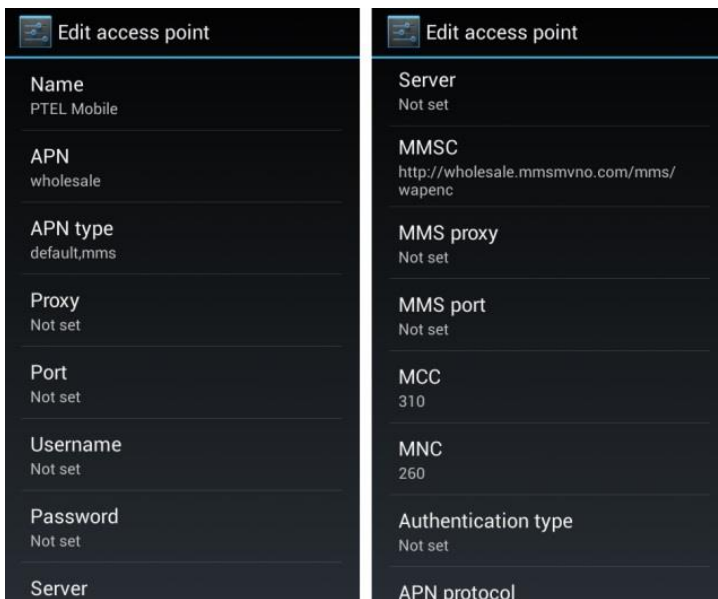 Edit access point
Name
PTEL Mobile
APN
wholesale
APN type
default,mms
Proxy
Not set
Port
Not set
Username
Not set
Password
Not set
Server
Edit access point
Server
Not set
MMSC
http://wholesale.mmsmvno.com/mms/
wapenc
MMS proxy
Not set
MMS port
Not set
MCC
310
MNC
260
Authentication type
Not set
APN protocol